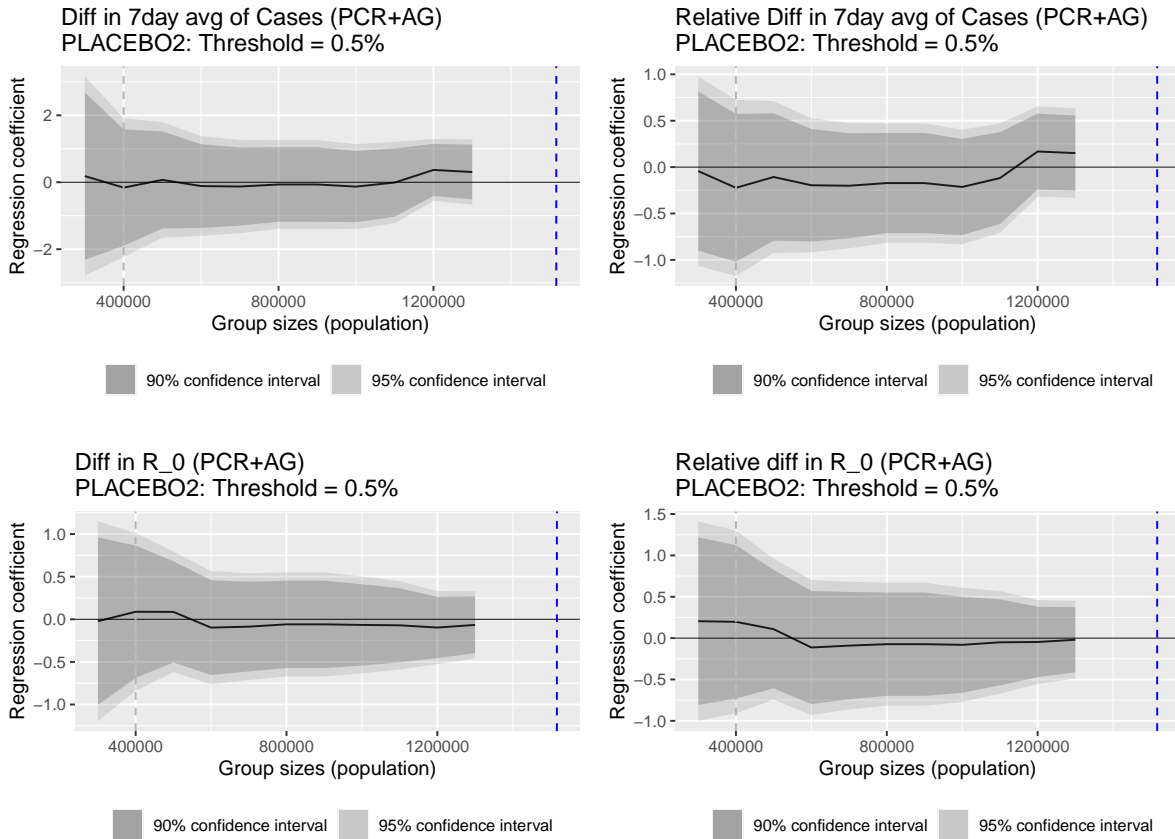 Diff in 7day avg of Cases (PCR+AG)
PLACEBO2: Threshold = 0.5%
Regression coefficient
2
0
−2
400000 800000 1200000
Group sizes (population)
90% confidence interval 95% confidence interval
Relative Diff in 7day avg of Cases (PCR+AG)
PLACEBO2: Threshold = 0.5%
Regression coefficient
1.0
0.5
0.0
−0.5
−1.0
400000 800000 1200000
Group sizes (population)
90% confidence interval 95% confidence interval
Diff in R_0 (PCR+AG)
PLACEBO2: Threshold = 0.5%
Regression coefficient
1.0
0.5
0.0
−0.5
−1.0
400000 800000 1200000
Group sizes (population)
90% confidence interval 95% confidence interval
Relative diff in R_0 (PCR+AG)
PLACEBO2: Threshold = 0.5%
Regression coefficient
1.5
1.0
0.5
0.0
−0.5
−1.0
400000 800000 1200000
Group sizes (population)
90% confidence interval 95% confidence interval